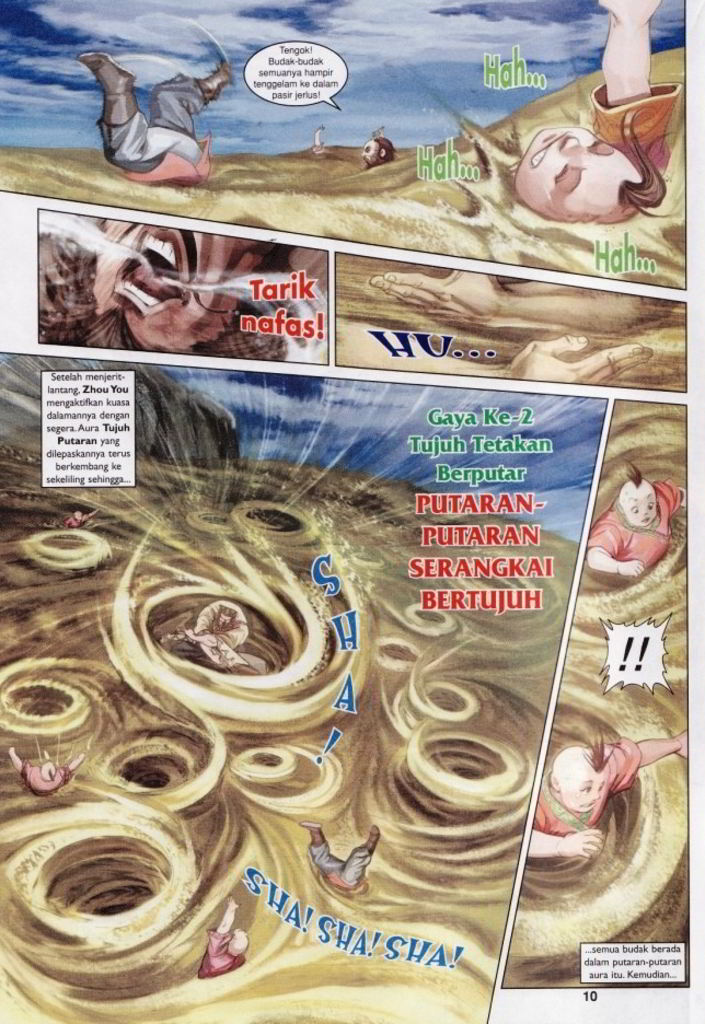 Tengok!
Budak-budak
semuanya hampir
tenggelam ke dalam
pasir jerlus!
Hah...
Hah...
Hah...
Tarik
nafas!
HU...
Setelah menjerit-
lantang, Zhou You
mengaktifkan kuasa
dalamannya dengan
segera. Aura Tujuh
Putaran yang
dilepaskannya terus
berkembang ke
sekeliling sehingga...
Gaya Ke-2
Tujuh Tetakan
Berputar
PUTARAN-
PUTARAN
SERANGKAI
BERTUJUH
SHA!
!!
SHA! SHA! SHA!
...semua budak berada
dalam putaran-putaran
aura itu. Kemudian...
10